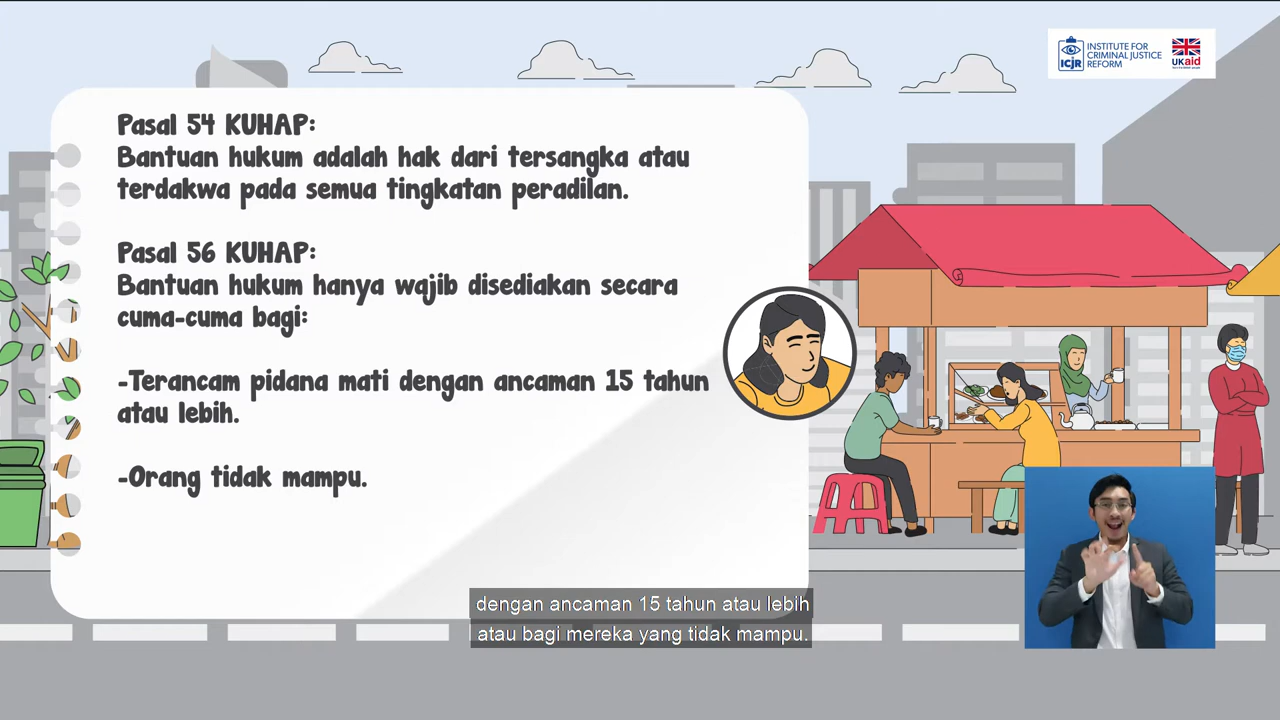 INSTITUTE FOR
CRIMINAL JUSTICE
REFORM
ICJR
UKaid
Pasal 54 KUHAP:
Bantuan hukum adalah hak dari tersangka atau
terdakwa pada semua tingkatan peradilan.
Pasal 56 KUHAP:
Bantuan hukum hanya wajib disediakan secara
cuma-cuma bagi:
-Terancam pidana mati dengan ancaman 15 tahun
atau lebih.
-Orang tidak mampu.
dengan ancaman 15 tahun atau lebih
atau bagi mereka yang tidak mampu.